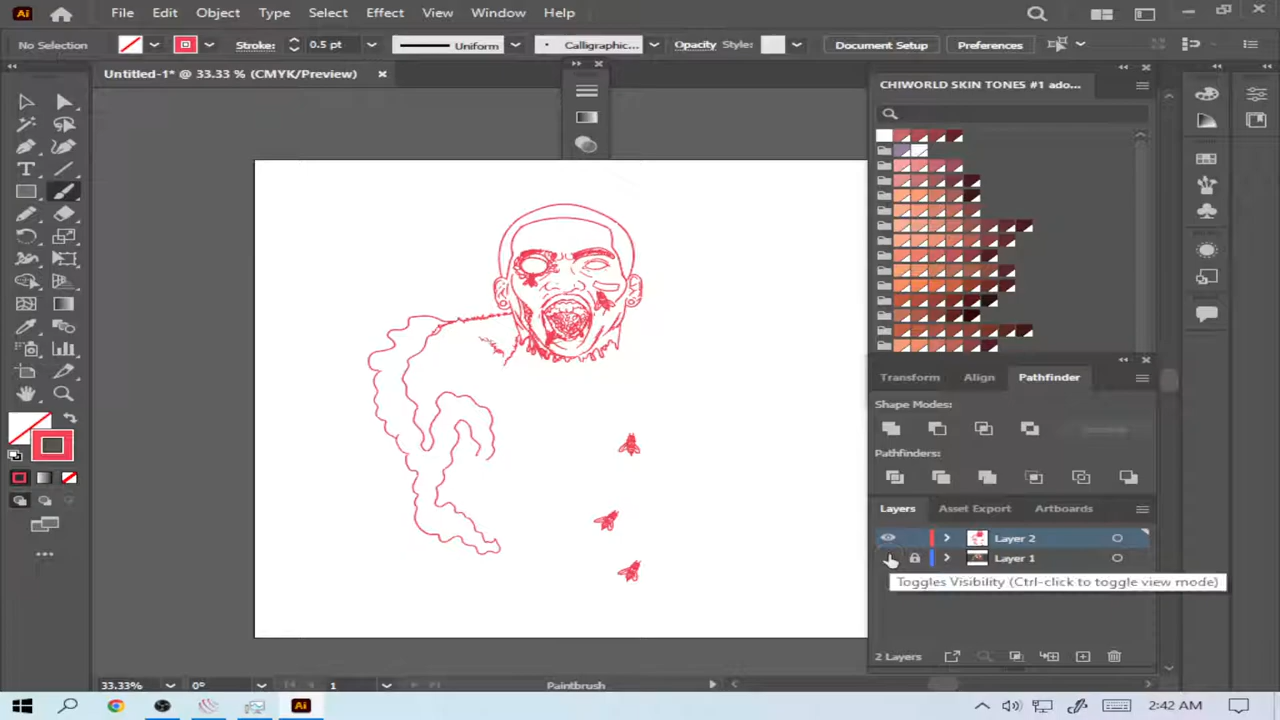 Ai File Edit Object Type Select Effect View Window Help
No Selection Stroke: 0.5 pt Uniform Calligraphic... Opacity Style: Document Setup Preferences
Untitled-1* @ 33.33 % (CMYK/Preview)
CHIWORLD SKIN TONES #1 ado...
Transform Align Pathfinder
Shape Modes:
Pathfinders:
Layers Asset Export Artboards
Layer 2
Layer 1
Toggles Visibility (Ctrl-click to toggle view mode)
2 Layers
33.33% 0° 1 Paintbrush
Ai 2:42 AM